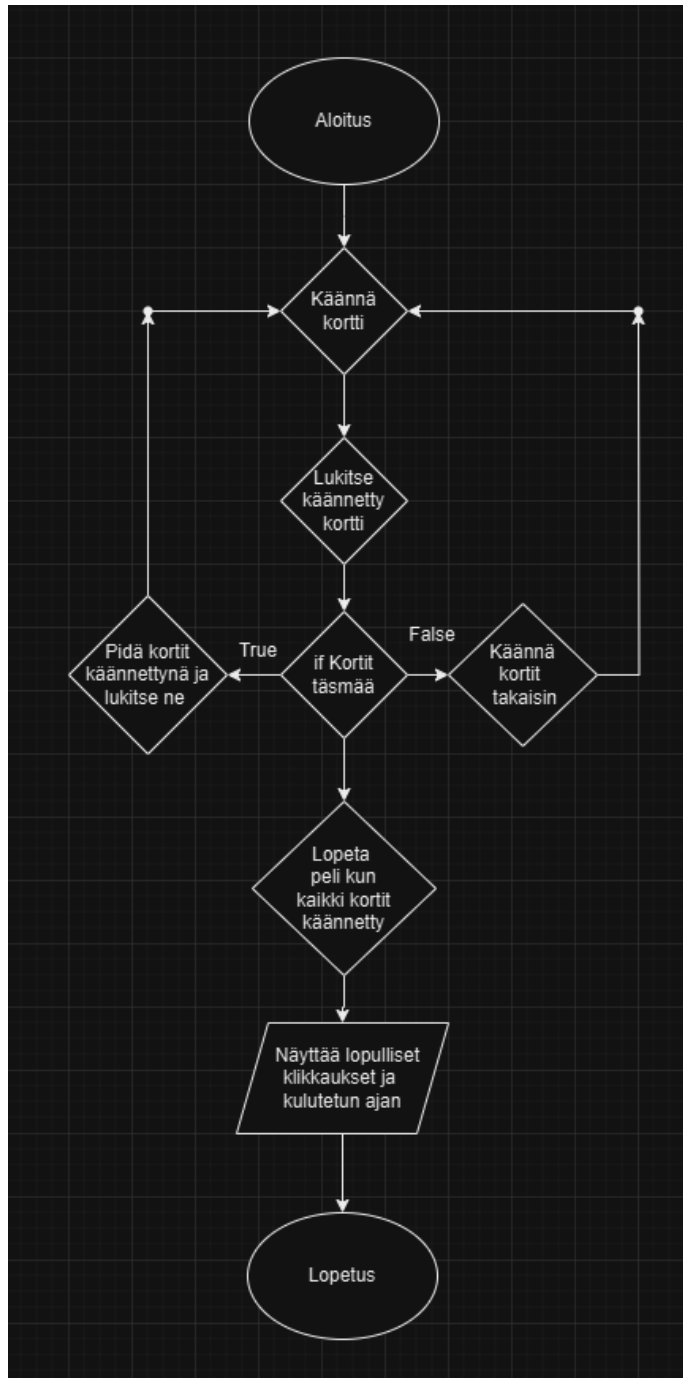 Aloitus
Käännä
kortti
Lukitse
käännetty
kortti
Pidä kortit
käännettynä ja
lukitse ne
True
if Kortit
täsmää
False
Käännä
kortit
takaisin
Lopeta
peli kun
kaikki kortit
käännetty
Näyttää lopulliset
klikkaukset ja
kulutetun ajan
Lopetus